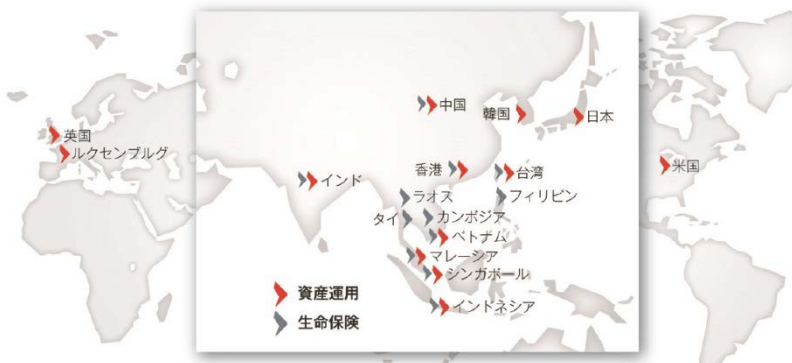 中国
韓国
日本
英国
ルクセンブルグ
米国
香港
台湾
インド
ラオス
フィリピン
タイ
カンボジア
ベトナム
マレーシア
シンガポール
インドネシア
資産運用
生命保険